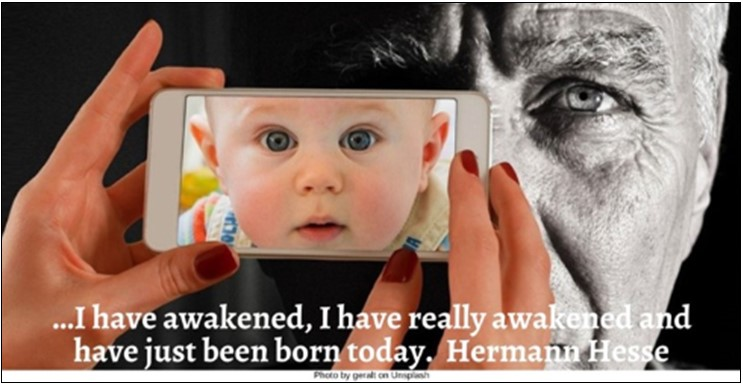 ...I have awakened, I have really awakened and
have just been born today.  Hermann Hesse
Photo by geralt on Unsplash